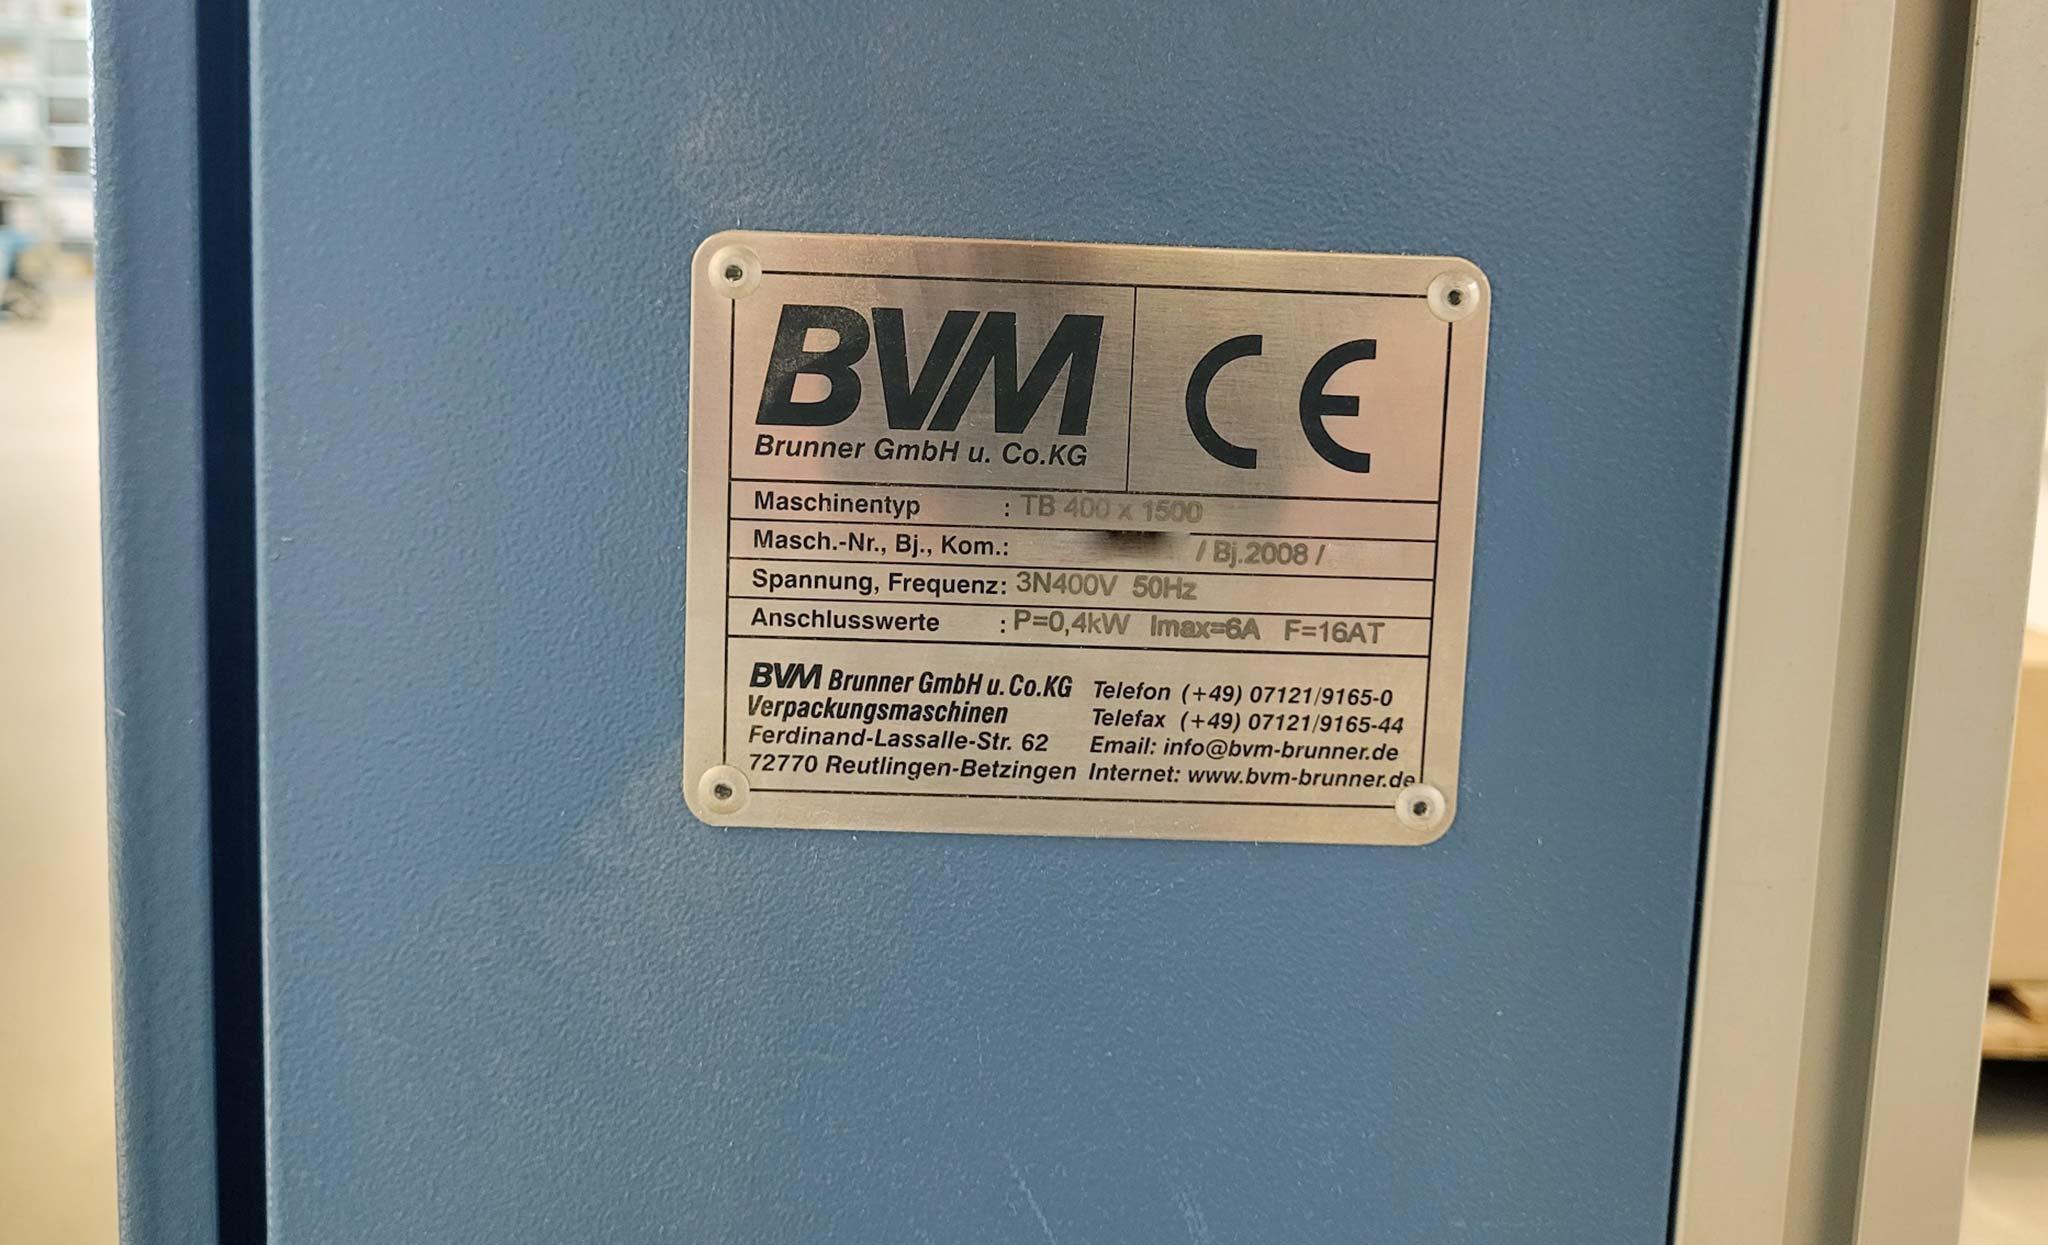 BVM CE
Brunner GmbH u. Co.KG
Maschinentyp : TB 400 x 1500
Masch.-Nr., Bj., Kom.: / Bj.2008 /
Spannung, Frequenz: 3N400V 50Hz
Anschlusswerte : P=0,4kW Imax=6A F=16AT
BVM Brunner GmbH u. Co.KG Telefon (+49) 07121/9165-0
Verpackungsmaschinen Telefax (+49) 07121/9165-44
Ferdinand-Lassalle-Str. 62 Email: info@bvm-brunner.de
72770 Reutlingen-Betzingen Internet: www.bvm-brunner.de